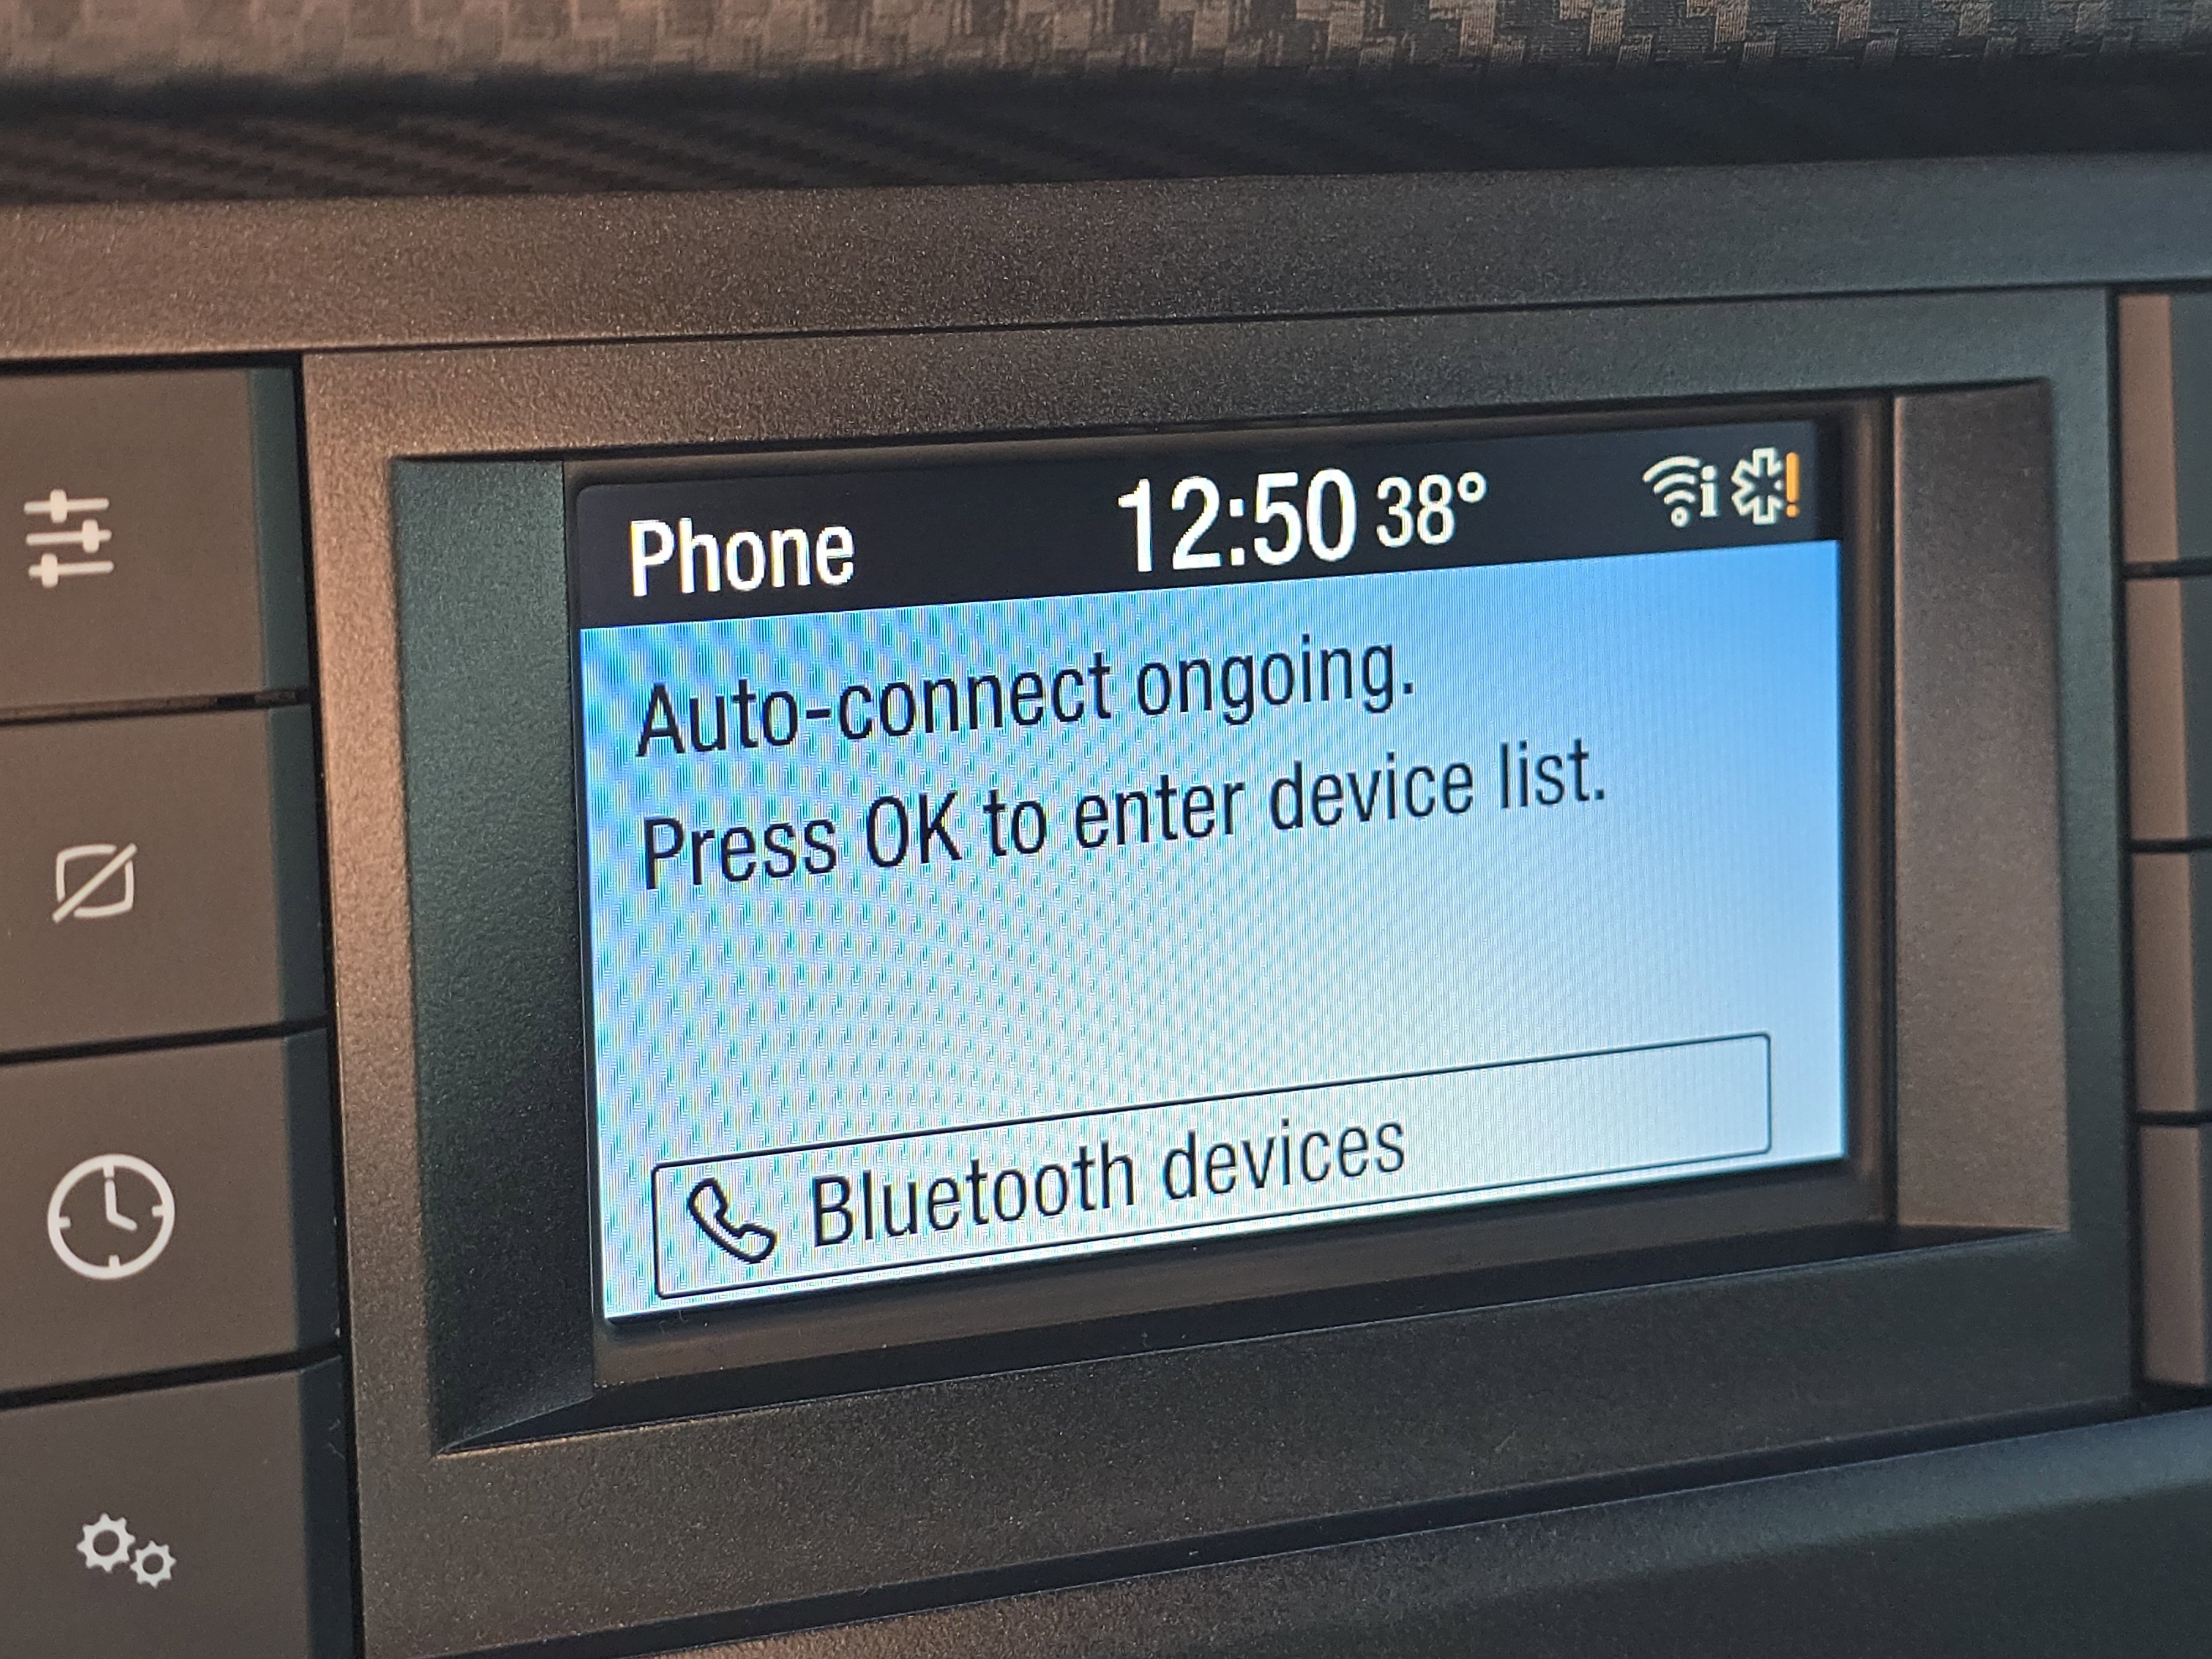 Phone 12:50 38° i !
Auto-connect ongoing.
Press OK to enter device list.
Bluetooth devices